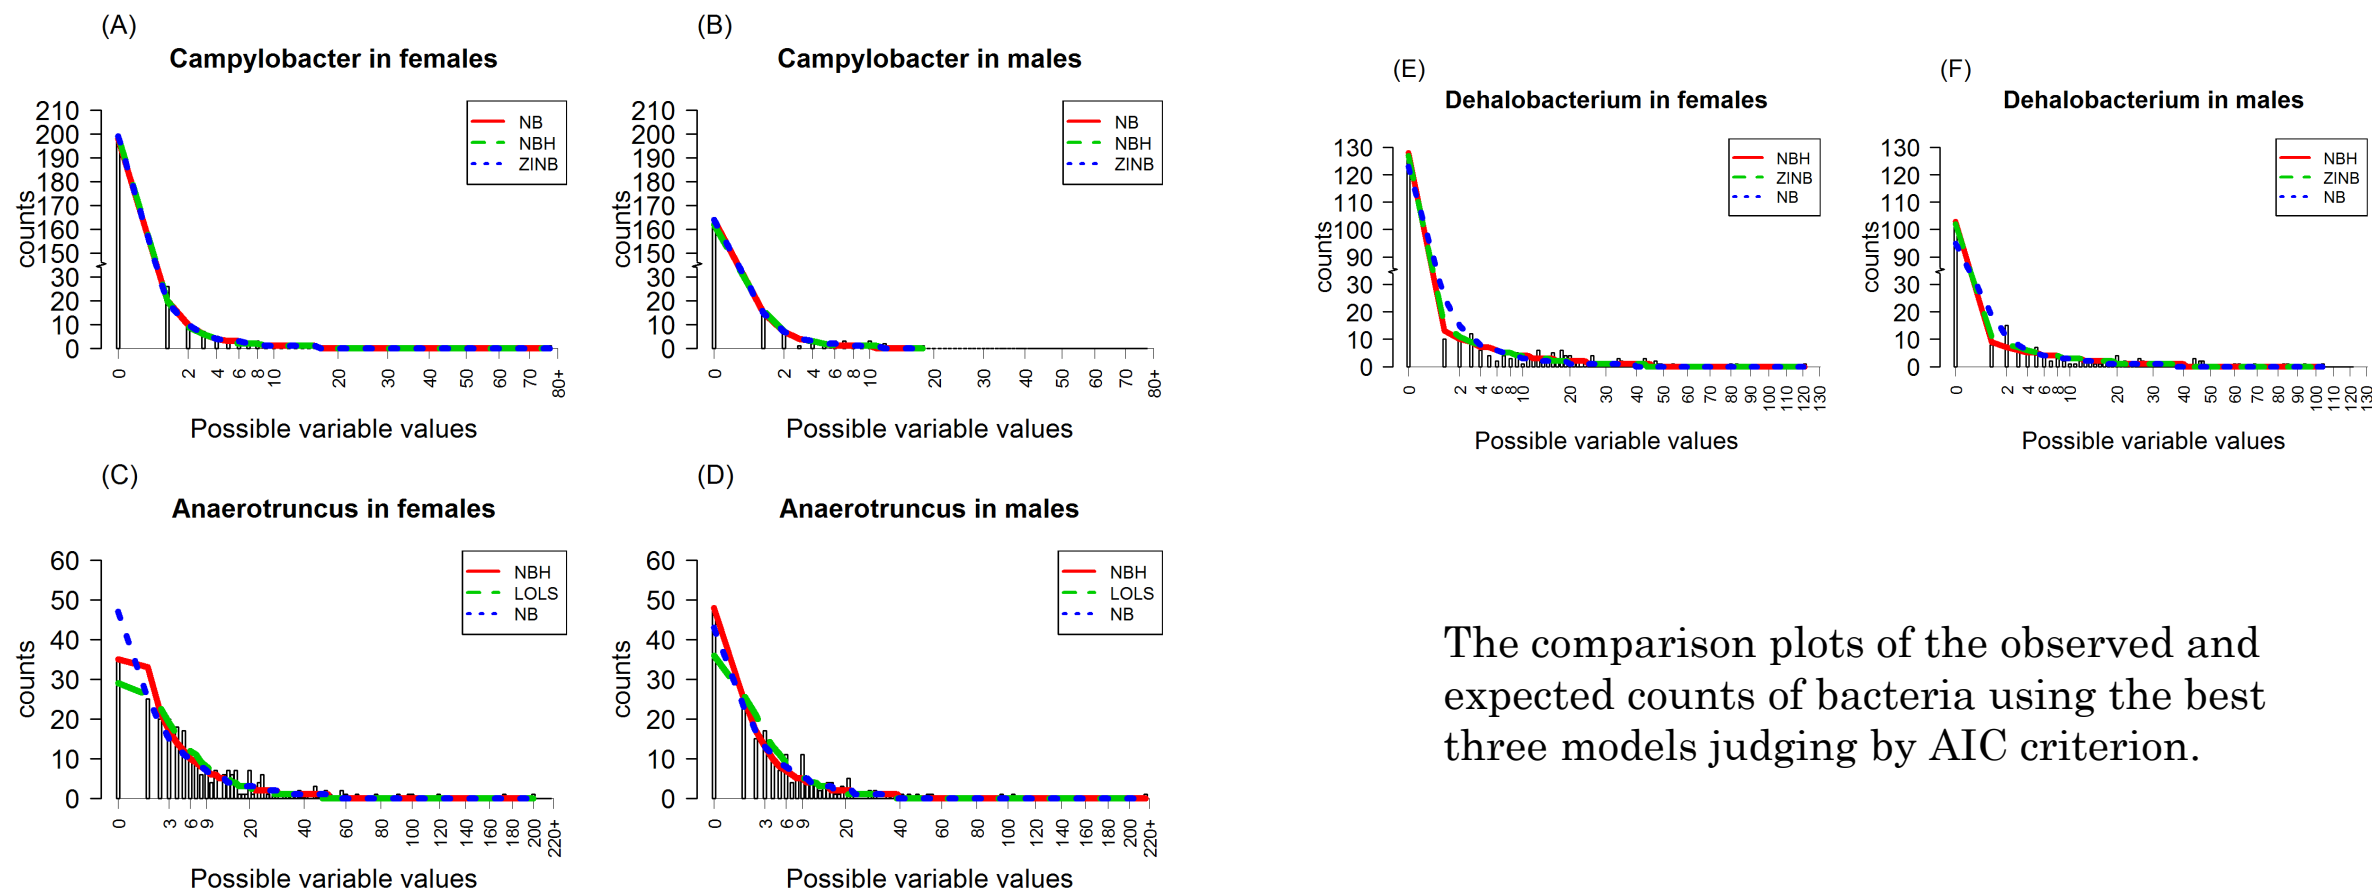 (A)
Campylobacter in females
counts
210
200
190
180
170
160
150
30
20
10
0
NB
NBH
ZINB
0 2 4 6 8 10 20 30 40 50 60 70 80+
Possible variable values
(B)
Campylobacter in males
counts
210
200
190
180
170
160
150
30
20
10
0
NB
NBH
ZINB
0 2 4 6 8 10 20 30 40 50 60 70 80+
Possible variable values
(C)
Anaerotruncus in females
counts
60
50
40
30
20
10
0
NBH
LOLS
NB
0 3 6 9 20 40 60 80 100 120 140 160 180 200 220+
Possible variable values
(D)
Anaerotruncus in males
counts
60
50
40
30
20
10
0
NBH
LOLS
NB
0 3 6 9 20 40 60 80 100 120 140 160 180 200 220+
Possible variable values
(E)
Dehalobacterium in females
counts
130
120
110
100
90
30
20
10
0
NBH
ZINB
NB
0 2 4 6 8 10 20 30 40 50 60 70 80 90 100 110 120 130
Possible variable values
(F)
Dehalobacterium in males
counts
130
120
110
100
90
30
20
10
0
NBH
ZINB
NB
0 2 4 6 8 10 20 30 40 50 60 70 80 90 100 110 120 130
Possible variable values
The comparison plots of the observed and
expected counts of bacteria using the best
three models judging by AIC criterion.